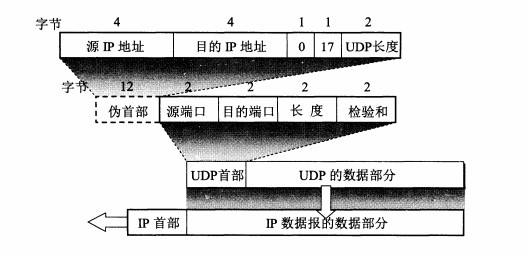 字节 4 4 1 1 2
源 IP 地址 目的 IP 地址 0 17 UDP长度
字节 12 2 2 2 2
伪首部 源端口 目的端口 长 度 检验和
UDP首部 UDP 的数据部分
IP 首部 IP 数据报的数据部分